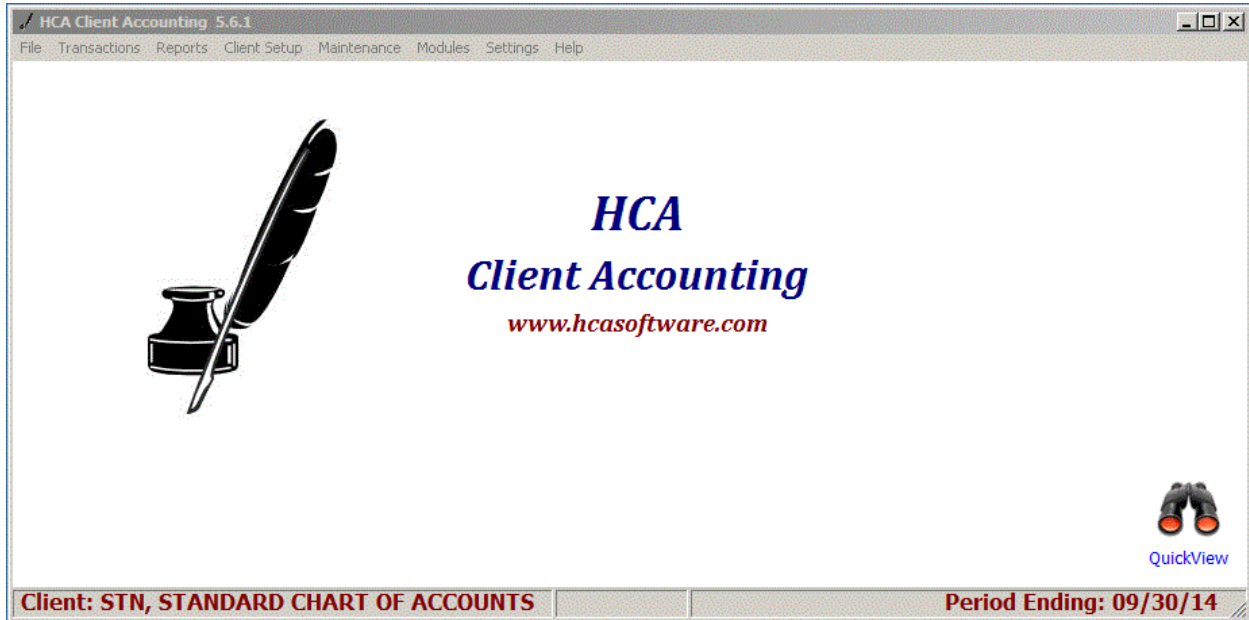 HCA Client Accounting 5.6.1
File Transactions Reports Client Setup Maintenance Modules Settings Help
HCA
Client Accounting
www.hcasoftware.com
QuickView
Client: STN, STANDARD CHART OF ACCOUNTS Period Ending: 09/30/14